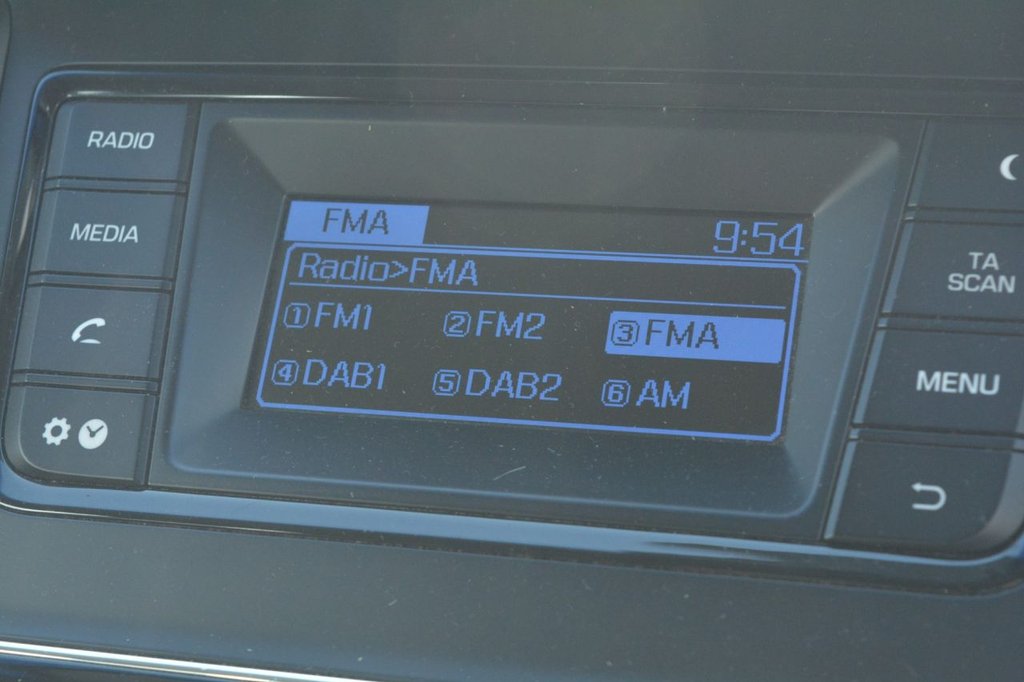 RADIO
MEDIA
FMA 9:54
Radio>FMA
①FM1 ②FM2 ③FMA
④DAB1 ⑤DAB2 ⑥AM
TA
SCAN
MENU